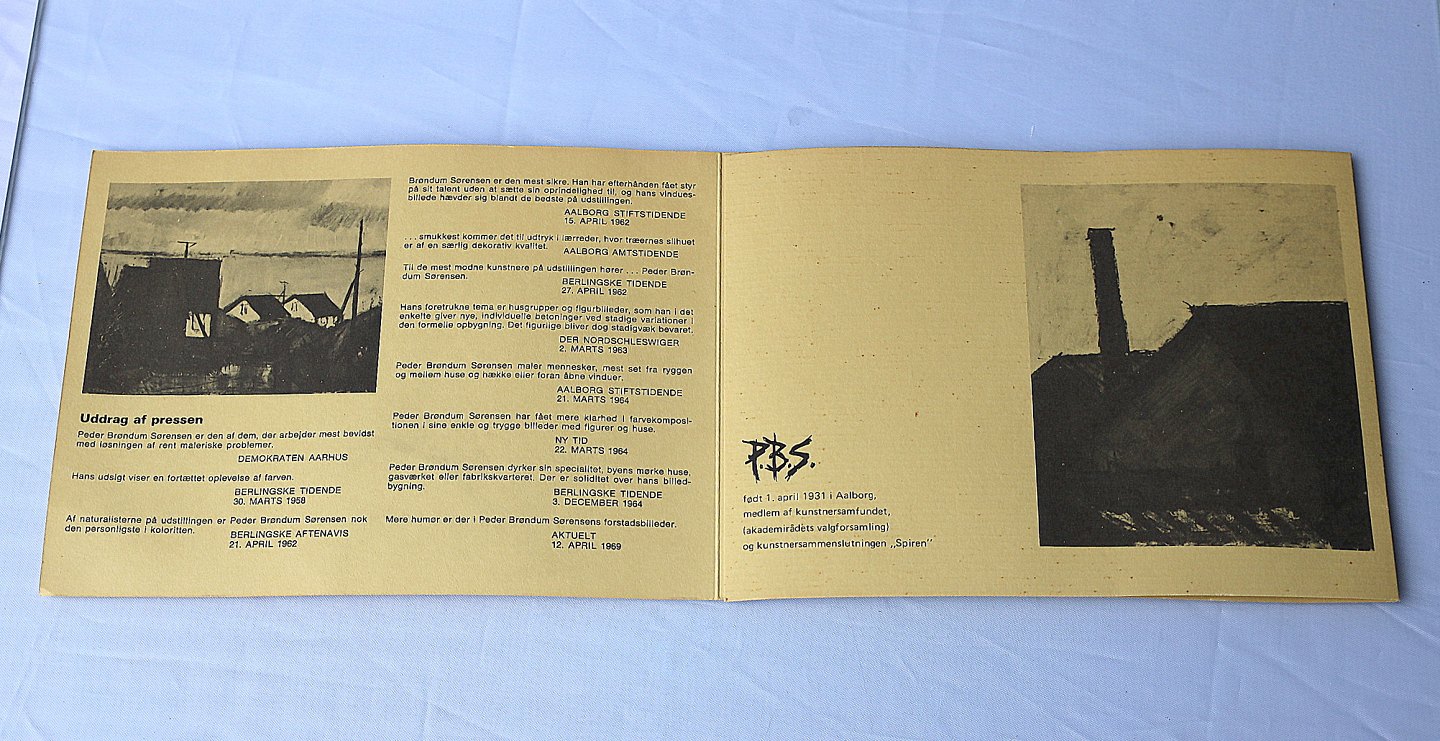 Uddrag af pressen
Peder Brøndum Sørensen er den af dem, der arbejder mest bevidst
med løsningen af rent maleriske problemer.
DEMOKRATEN AARHUS
Hans udsigt viser en fortættet oplevelse af farven.
BERLINGSKE TIDENDE
30. MARTS 1958
Af naturalisterne på udstillingen er Peder Brøndum Sørensen nok
den personligste i koloritten.
BERLINGSKE AFTENAVIS
21. APRIL 1962
Brøndum Sørensen er den mest sikre. Han har efterhånden fået styr
på sit talent uden at sætte sin oprindelighed til, og hans vindues-
billede hævder sig blandt de bedste på udstillingen.
AALBORG STIFTSTIDENDE
15. APRIL 1962
. . . smukkest kommer det til udtryk i lærreder, hvor træernes silhuet
er af en særlig dekorativ kvalitet.
AALBORG AMTSTIDENDE
Til de mest modne kunstnere på udstillingen hører . . . Peder Brøn-
dum Sørensen.
BERLINGSKE TIDENDE
27. APRIL 1962
Hans foretrukne tema er husgrupper og figurbilleder, som han i det
enkelte giver nye, individuelle betoninger ved stadige variationer i
den formelle opbygning. Det figurlige bliver dog stadigvæk bevaret.
DER NORDSCHLESWIGER
2. MARTS 1963
Peder Brøndum Sørensen maler mennesker, mest set fra ryggen
og mellem huse og hække eller foran åbne vinduer.
AALBORG STIFTSTIDENDE
21. MARTS 1964
Peder Brøndum Sørensen har fået mere klarhed i farvekomposi-
tionen i sine enkle og trygge billeder med figurer og huse.
NY TID
22. MARTS 1964
Peder Brøndum Sørensen dyrker sin specialitet, byens mørke huse,
gasværket eller fabrikskvarteret. Der er soliditet over hans billed-
bygning.
BERLINGSKE TIDENDE
3. DECEMBER 1964
Mere humør er der i Peder Brøndum Sørensens forstadsbilleder.
AKTUELT
12. APRIL 1969
P.B.S.
født 1. april 1931 i Aalborg,
medlem af kunstnersamfundet,
(akademirådets valgforsamling)
og kunstnersammenslutningen ,,Spiren"